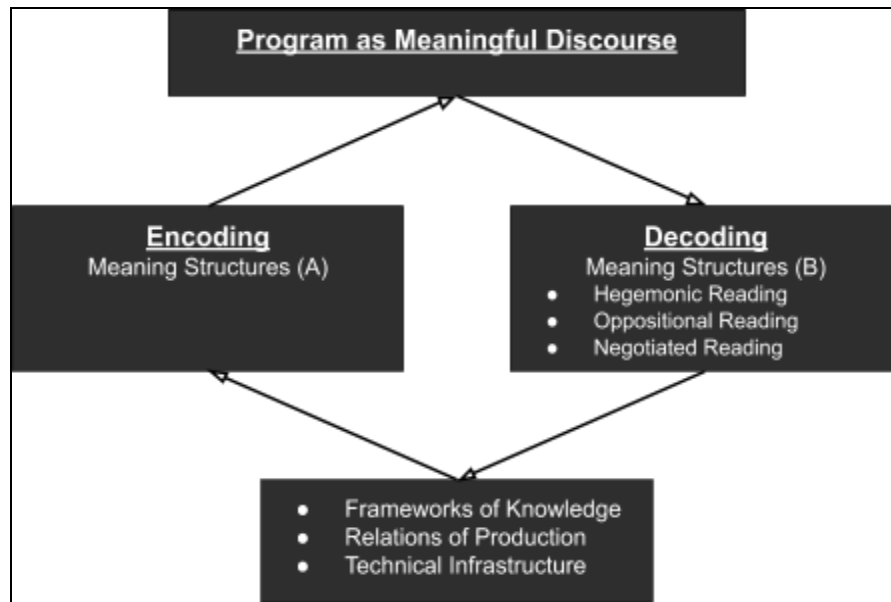 Program as Meaningful Discourse
Encoding
Meaning Structures (A)
Decoding
Meaning Structures (B)
● Hegemonic Reading
● Oppositional Reading
● Negotiated Reading
● Frameworks of Knowledge
● Relations of Production
● Technical Infrastructure